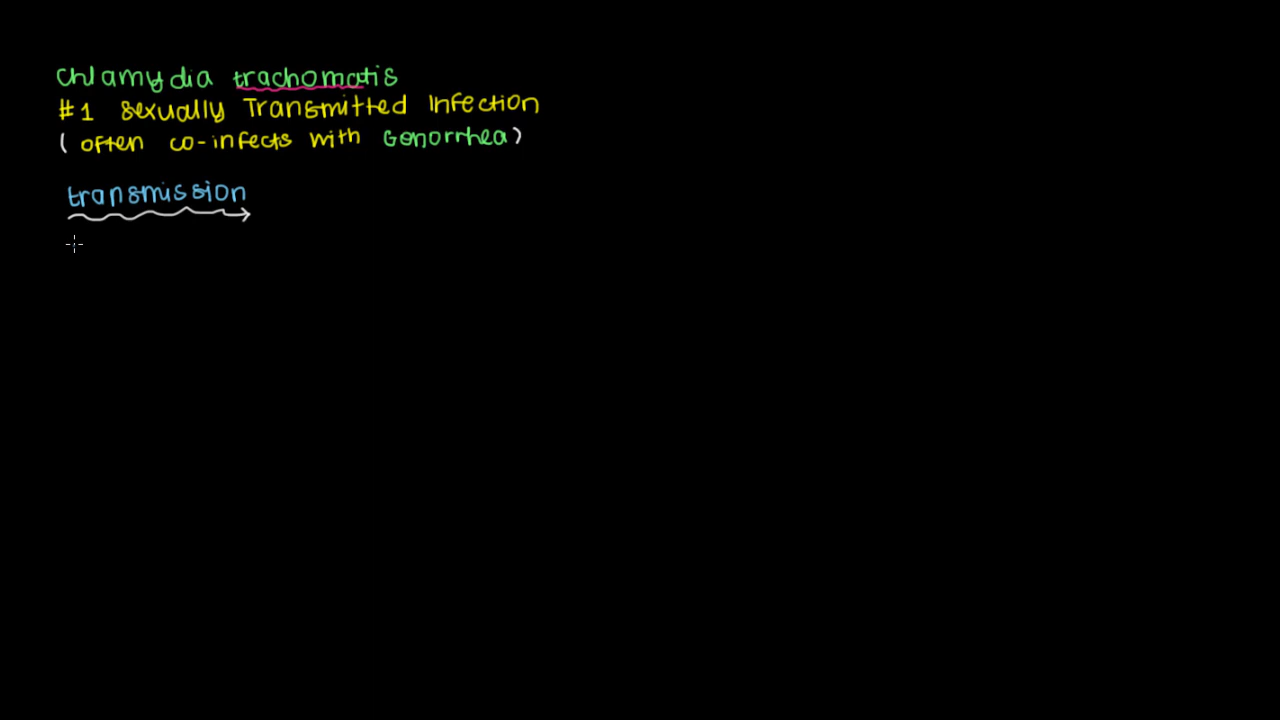 Chlamydia trachomatis
#1 Sexually Transmitted Infection
(often co-infects with Gonorrhea)
transmission